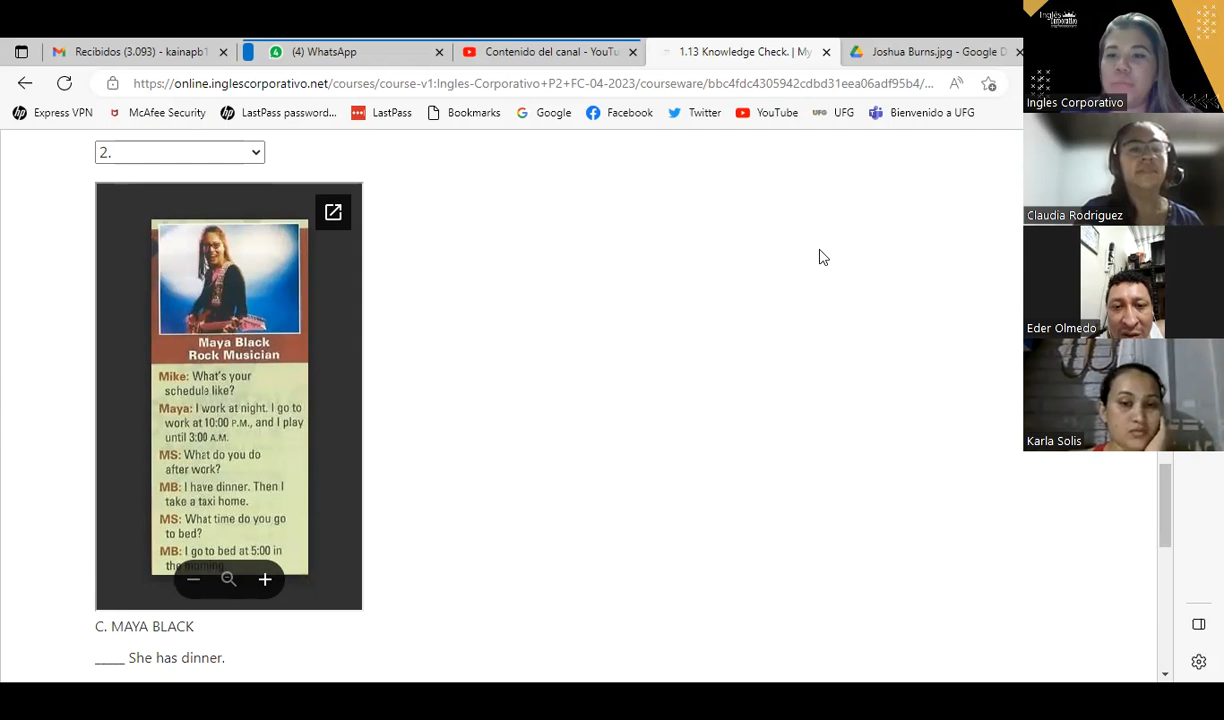 Recibidos (3.093) - kainapb1
(4) WhatsApp
Contenido del canal - YouTu
1.13 Knowledge Check. | My
Joshua Burns.jpg - Google D
https://online.inglescorporativo.net/courses/course-v1:Ingles-Corporativo+P2+FC-04-2023/courseware/bbc4fdc4305942cdbd31eea06adf95b4/...
Express VPN
McAfee Security
LastPass password...
LastPass
Bookmarks
Google
Facebook
Twitter
YouTube
UFG
Bienvenido a UFG
2.
Maya Black
Rock Musician
Mike: What's your
schedule like?
Maya: I work at night. I go to
work at 10:00 P.M., and I play
until 3:00 A.M.
MS: What do you do
after work?
MB: I have dinner. Then I
take a taxi home.
MS: What time do you go
to bed?
MB: I go to bed at 5:00 in
the morning
C. MAYA BLACK
_____ She has dinner.
Inglés
Corporativo
Ingles Corporativo
Claudia Rodriguez
Eder Olmedo
Karla Solis